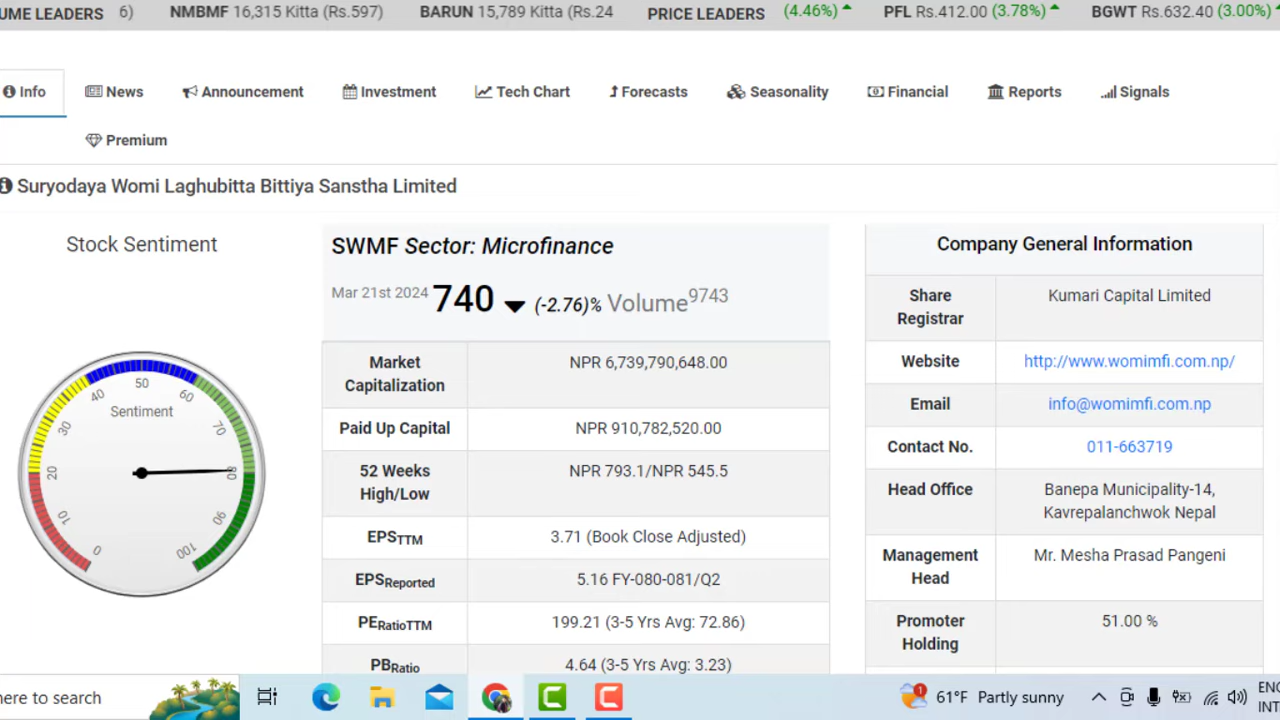 UME LEADERS 6) NMBMF 16,315 Kitta (Rs.597) BARUN 15,789 Kitta (Rs.24 PRICE LEADERS (4.46%) PFL Rs.412.00 (3.78%) BGWT Rs.632.40 (3.00%)
Info News Announcement Investment Tech Chart Forecasts Seasonality Financial Reports Signals
Premium
Suryodaya Womi Laghubitta Bittiya Sanstha Limited
Stock Sentiment
0 10 20 30 40 50 60 70 80 90 100
Sentiment
SWMF Sector: Microfinance
Mar 21st 2024 740 (-2.76)% Volume 9743
Market Capitalization NPR 6,739,790,648.00
Paid Up Capital NPR 910,782,520.00
52 Weeks High/Low NPR 793.1/NPR 545.5
EPSTTM 3.71 (Book Close Adjusted)
EPSReported 5.16 FY-080-081/Q2
PERatioTTM 199.21 (3-5 Yrs Avg: 72.86)
PBRatio 4.64 (3-5 Yrs Avg: 3.23)
Company General Information
Share Registrar Kumari Capital Limited
Website http://www.womimfi.com.np/
Email info@womimfi.com.np
Contact No. 011-663719
Head Office Banepa Municipality-14, Kavrepalanchwok Nepal
Management Head Mr. Mesha Prasad Pangeni
Promoter Holding 51.00 %
here to search
1 61°F Partly sunny
ENG
INT